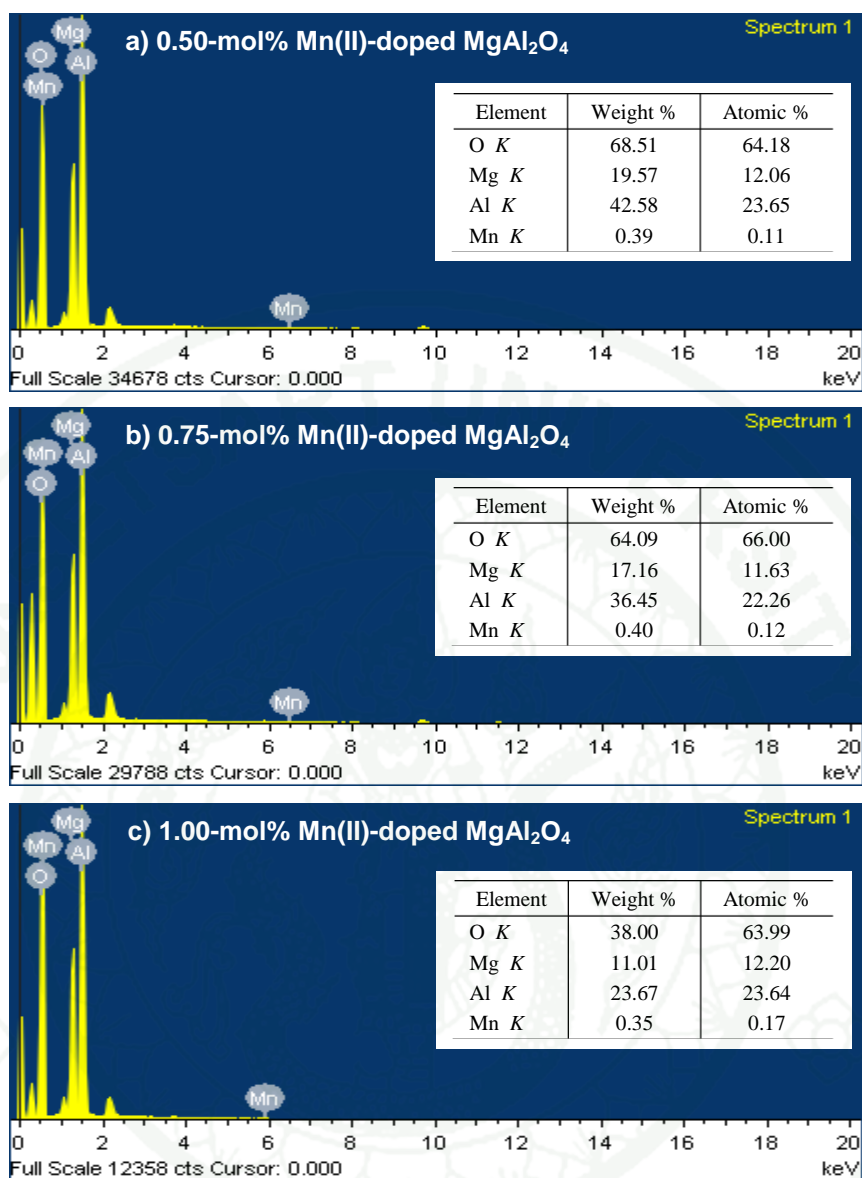 Spectrum 1
a) 0.50-mol% Mn(II)-doped MgAl₂O₄
Mg
O Al
Mn
Element Weight % Atomic %
O K 68.51 64.18
Mg K 19.57 12.06
Al K 42.58 23.65
Mn K 0.39 0.11
Mn
0 2 4 6 8 10 12 14 16 18 20
Full Scale 34678 cts Cursor: 0.000 keV
Spectrum 1
b) 0.75-mol% Mn(II)-doped MgAl₂O₄
Mg
Mn Al
O
Element Weight % Atomic %
O K 64.09 66.00
Mg K 17.16 11.63
Al K 36.45 22.26
Mn K 0.40 0.12
Mn
0 2 4 6 8 10 12 14 16 18 20
Full Scale 29788 cts Cursor: 0.000 keV
Spectrum 1
c) 1.00-mol% Mn(II)-doped MgAl₂O₄
Mg
Mn Al
O
Element Weight % Atomic %
O K 38.00 63.99
Mg K 11.01 12.20
Al K 23.67 23.64
Mn K 0.35 0.17
Mn
0 2 4 6 8 10 12 14 16 18 20
Full Scale 12358 cts Cursor: 0.000 keV